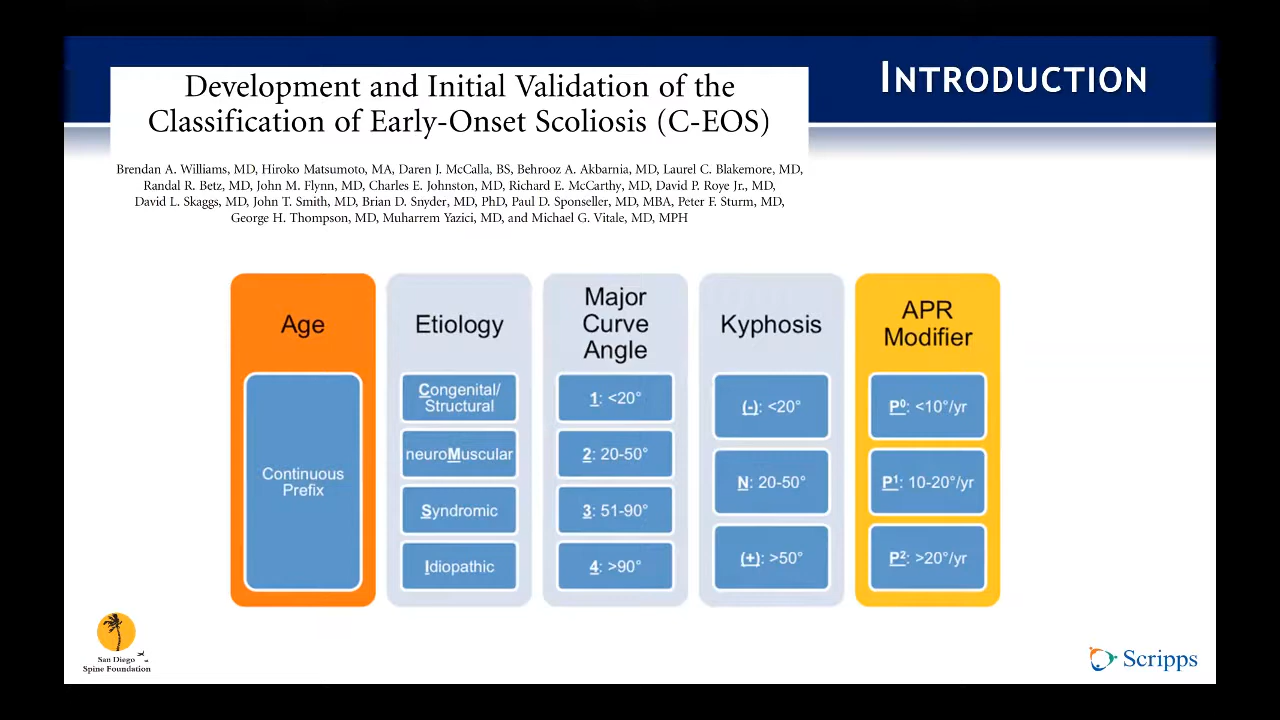 INTRODUCTION
Development and Initial Validation of the
Classification of Early-Onset Scoliosis (C-EOS)
Brendan A. Williams, MD, Hiroko Matsumoto, MA, Daren J. McCalla, BS, Behrooz A. Akbarnia, MD, Laurel C. Blakemore, MD,
Randal R. Betz, MD, John M. Flynn, MD, Charles E. Johnston, MD, Richard E. McCarthy, MD, David P. Roye Jr., MD,
David L. Skaggs, MD, John T. Smith, MD, Brian D. Snyder, MD, PhD, Paul D. Sponseller, MD, MBA, Peter F. Sturm, MD,
George H. Thompson, MD, Muharrem Yazici, MD, and Michael G. Vitale, MD, MPH
Age
Continuous
Prefix
Etiology
Congenital/
Structural
neuroMuscular
Syndromic
Idiopathic
Major
Curve
Angle
1: <20°
2: 20-50°
3: 51-90°
4: >90°
Kyphosis
(-): <20°
N: 20-50°
(+): >50°
APR
Modifier
P⁰: <10°/yr
P¹: 10-20°/yr
P²: >20°/yr
San Diego
Spine Foundation
Scripps